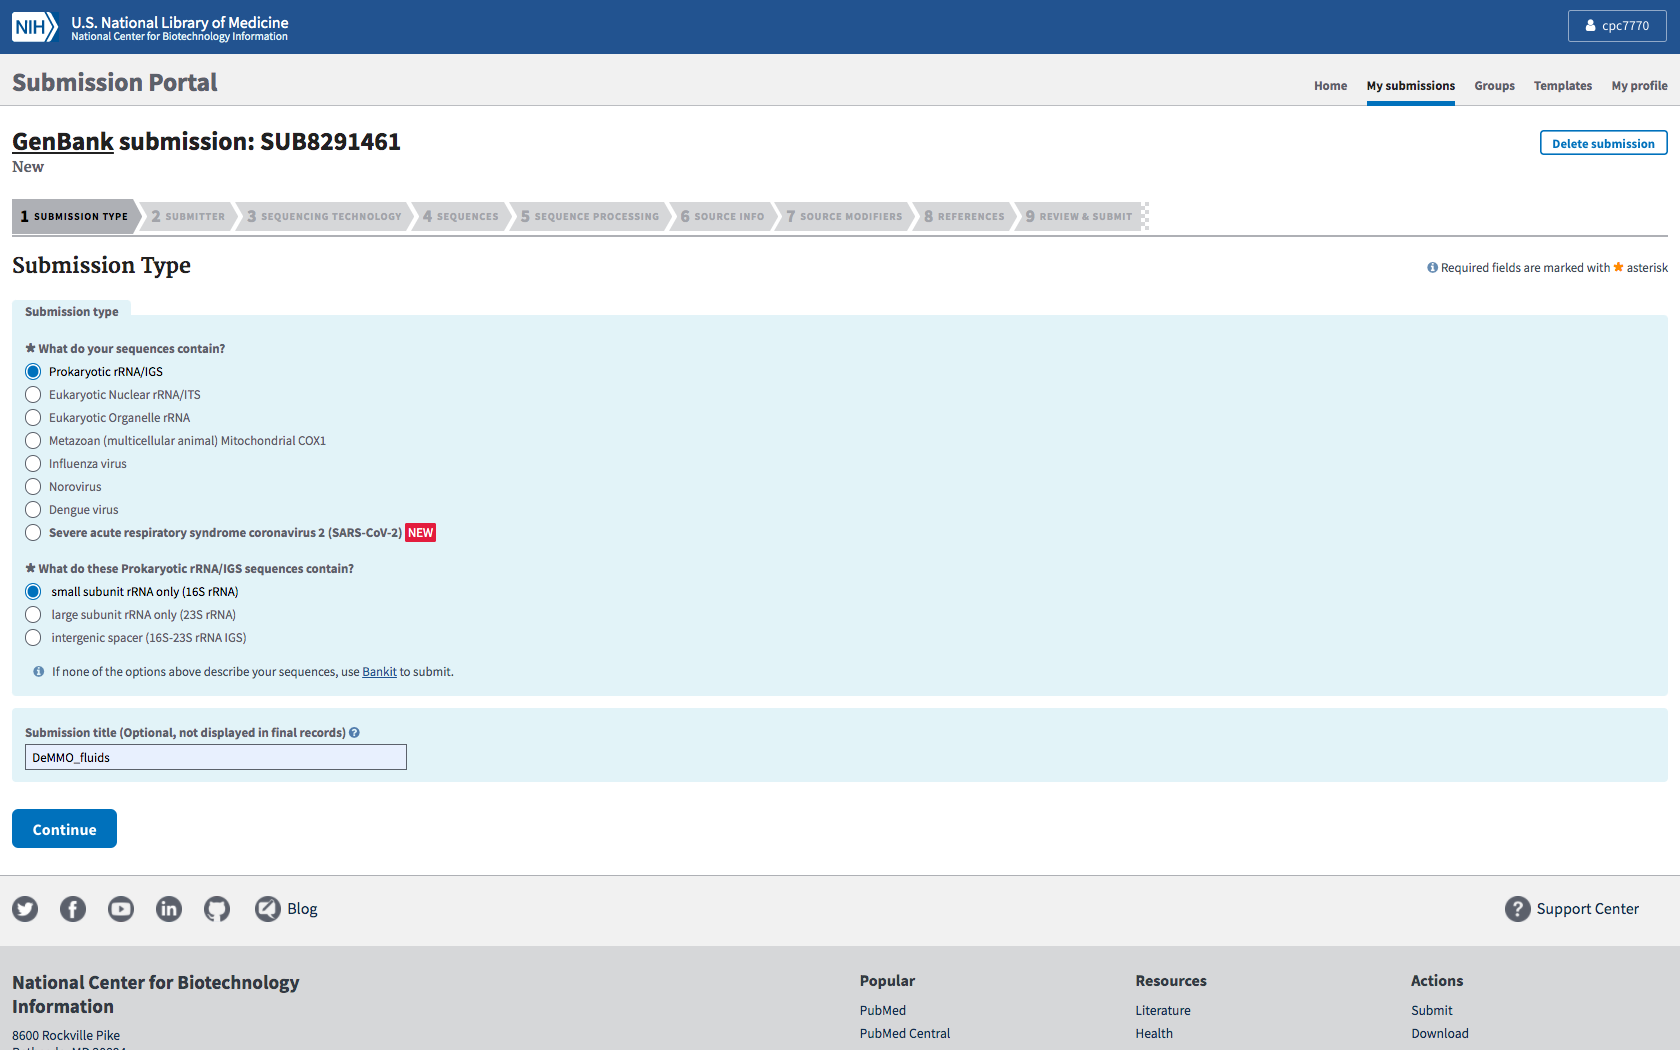 NIH U.S. National Library of Medicine
National Center for Biotechnology Information
cpc7770
Submission Portal
Home My submissions Groups Templates My profile
GenBank submission: SUB8291461
Delete submission
New
1 SUBMISSION TYPE 2 SUBMITTER 3 SEQUENCING TECHNOLOGY 4 SEQUENCES 5 SEQUENCE PROCESSING 6 SOURCE INFO 7 SOURCE MODIFIERS 8 REFERENCES 9 REVIEW & SUBMIT
Submission Type
Required fields are marked with * asterisk
Submission type
* What do your sequences contain?
Prokaryotic rRNA/IGS
Eukaryotic Nuclear rRNA/ITS
Eukaryotic Organelle rRNA
Metazoan (multicellular animal) Mitochondrial COX1
Influenza virus
Norovirus
Dengue virus
Severe acute respiratory syndrome coronavirus 2 (SARS-CoV-2) NEW
* What do these Prokaryotic rRNA/IGS sequences contain?
small subunit rRNA only (16S rRNA)
large subunit rRNA only (23S rRNA)
intergenic spacer (16S-23S rRNA IGS)
If none of the options above describe your sequences, use Bankit to submit.
Submission title (Optional, not displayed in final records)
DeMMO_fluids
Continue
Blog
Support Center
National Center for Biotechnology
Information
8600 Rockville Pike
Popular
PubMed
PubMed Central
Resources
Literature
Health
Actions
Submit
Download